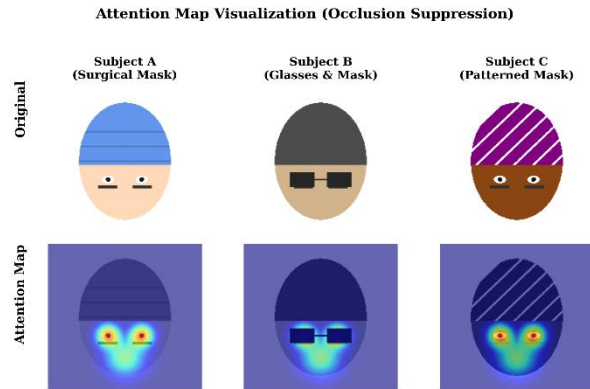 Attention Map Visualization (Occlusion Suppression)
Subject A
(Surgical Mask)
Subject B
(Glasses & Mask)
Subject C
(Patterned Mask)
Original
Attention Map